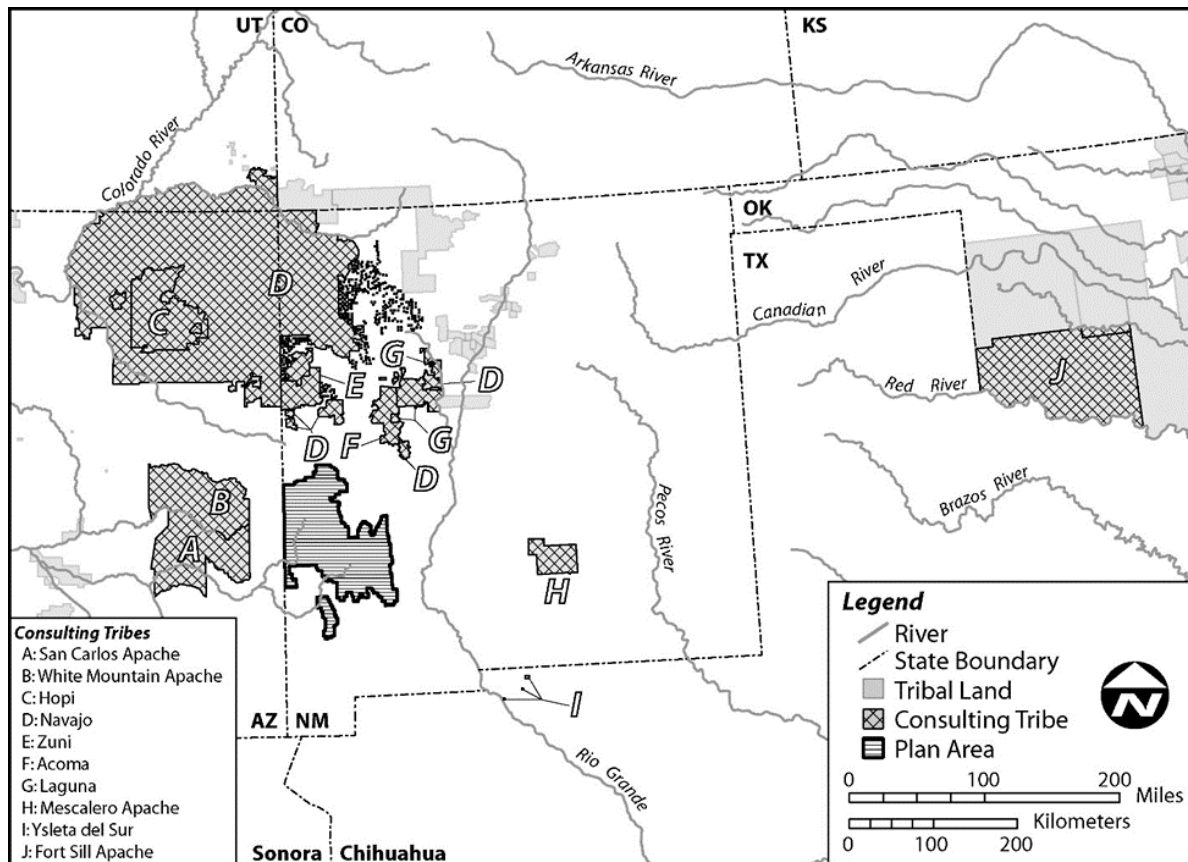 UT CO
KS
Arkansas River
Colorado River
OK
TX
Canadian River
D
C
G
E
D
J
Red River
D
F
G
D
B
Pecos River
Brazos River
A
H
Legend
River
State Boundary
Tribal Land
Consulting Tribe
Plan Area
N
0 100 200
Miles
0 100 200
Kilometers
I
Rio Grande
AZ NM
Sonora Chihuahua
Consulting Tribes
A: San Carlos Apache
B: White Mountain Apache
C: Hopi
D: Navajo
E: Zuni
F: Acoma
G: Laguna
H: Mescalero Apache
I: Ysleta del Sur
J: Fort Sill Apache